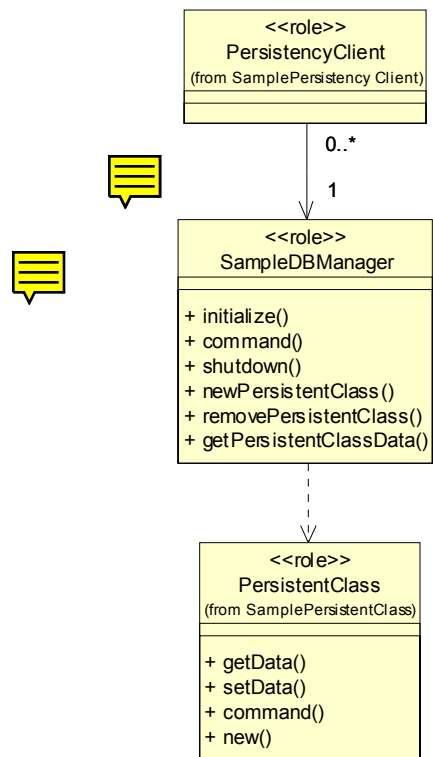 <<role>>
PersistencyClient
(from SamplePersistency Client)
0..*
1
<<role>>
SampleDBManager
+ initialize()
+ command()
+ shutdown()
+ newPersistentClass()
+ removePersistentClass()
+ getPersistentClassData()
<<role>>
PersistentClass
(from SamplePersistentClass)
+ getData()
+ setData()
+ command()
+ new()